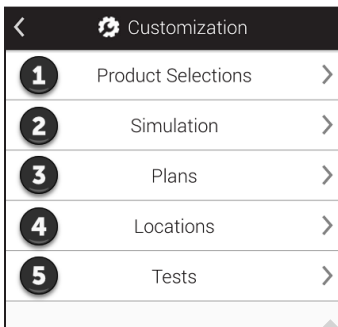 Customization
1 Product Selections
2 Simulation
3 Plans
4 Locations
5 Tests